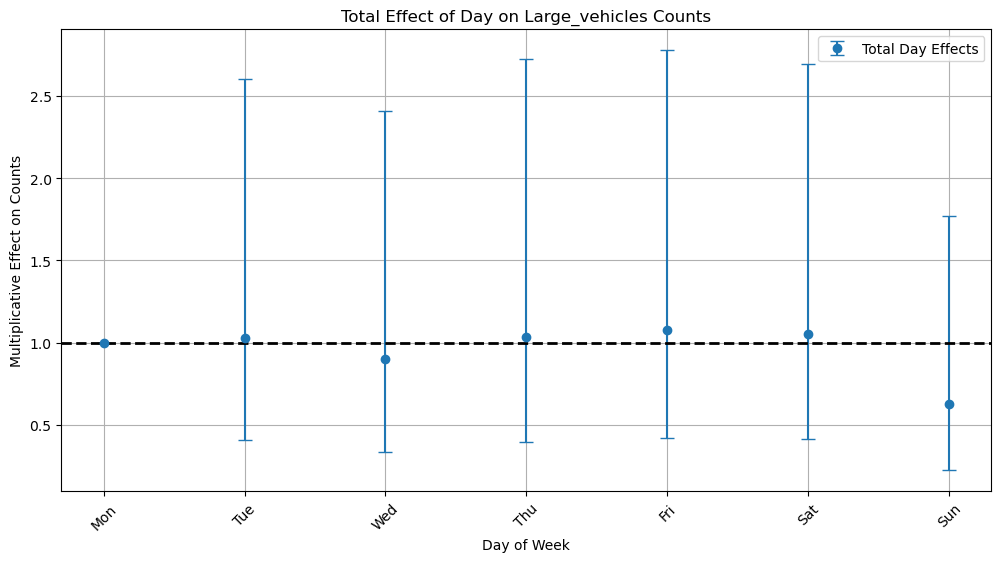 Total Effect of Day on Large_vehicles Counts
Total Day Effects
Multiplicative Effect on Counts
2.5
2.0
1.5
1.0
0.5
Mon
Tue
Wed
Thu
Fri
Sat
Sun
Day of Week